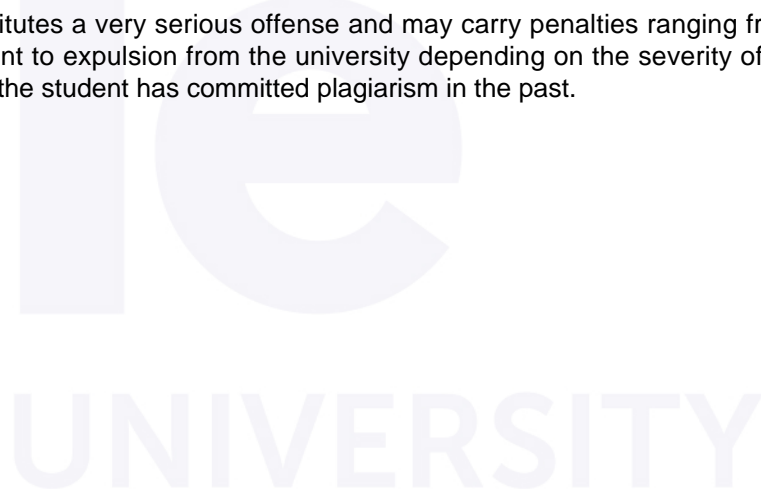 itutes a very serious offense and may carry penalties ranging fr
nt to expulsion from the university depending on the severity of
the student has committed plagiarism in the past.
ie
UNIVERSITY